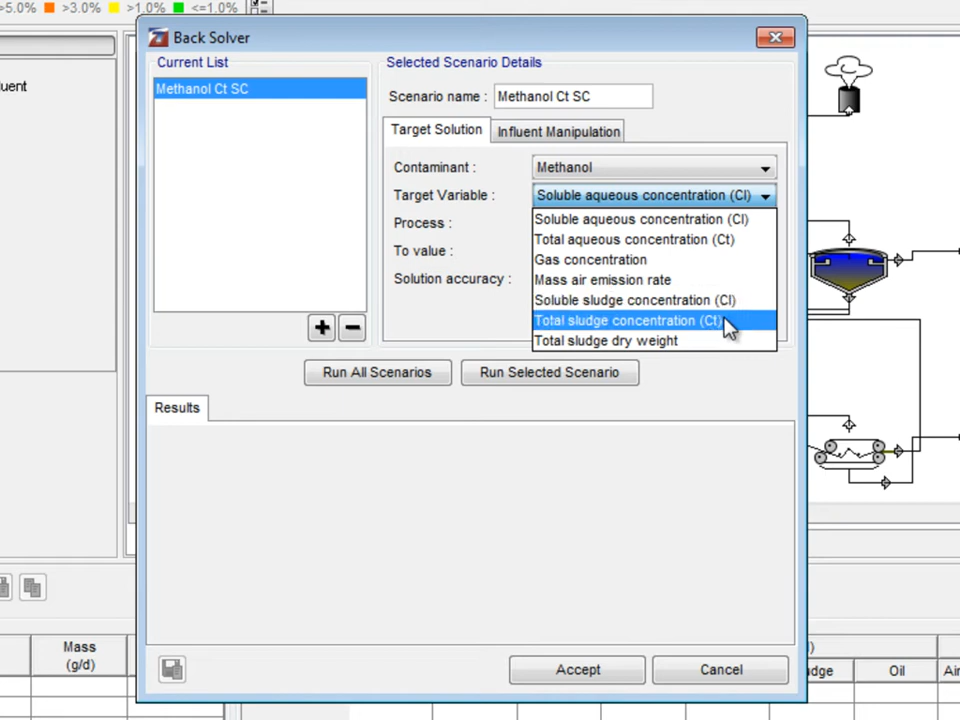 >5.0% >3.0% >1.0% <=1.0%
Back Solver
Current List
Selected Scenario Details
luent
Methanol Ct SC
Scenario name :
Methanol Ct SC
Target Solution
Influent Manipulation
Contaminant :
Methanol
Target Variable :
Soluble aqueous concentration (Cl)
Process :
To value :
Solution accuracy :
Soluble aqueous concentration (Cl)
Total aqueous concentration (Ct)
Gas concentration
Mass air emission rate
Soluble sludge concentration (Cl)
Total sludge concentration (Ct)
Total sludge dry weight
Run All Scenarios
Run Selected Scenario
Results
Mass
(g/d)
Accept
Cancel
l)
udge
Oil
Air